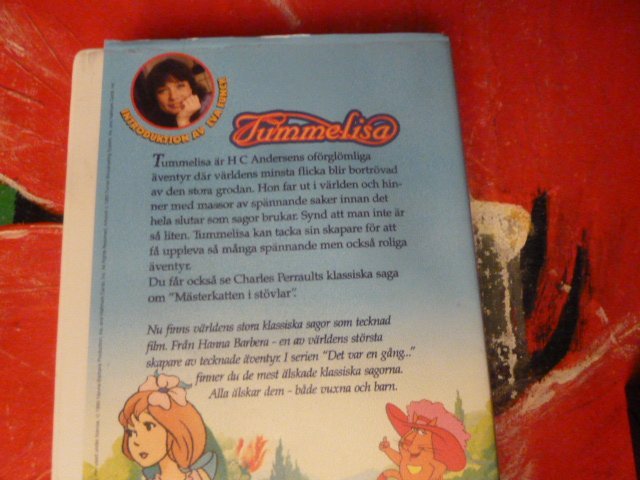 INTRODUKTION AV EVA
Tummelisa
Tummelisa är H C Andersens oförglömliga
äventyr där världens minsta flicka blir bortrövad
av den stora grodan. Hon far ut i världen och hin-
ner med massor av spännande saker innan det
hela slutar som sagor brukar. Synd att man inte är
så liten. Tummelisa kan tacka sin skapare för att
få uppleva så många spännande men också roliga
äventyr.
Du får också se Charles Perraults klassiska saga
om "Mästerkatten i stövlar".
Nu finns världens stora klassiska sagor som tecknad
film. Från Hanna Barbera - en av världens största
skapare av tecknade äventyr. I serien "Det var en gång..."
finner du de mest älskade klassiska sagorna.
Alla älskar dem - både vuxna och barn.